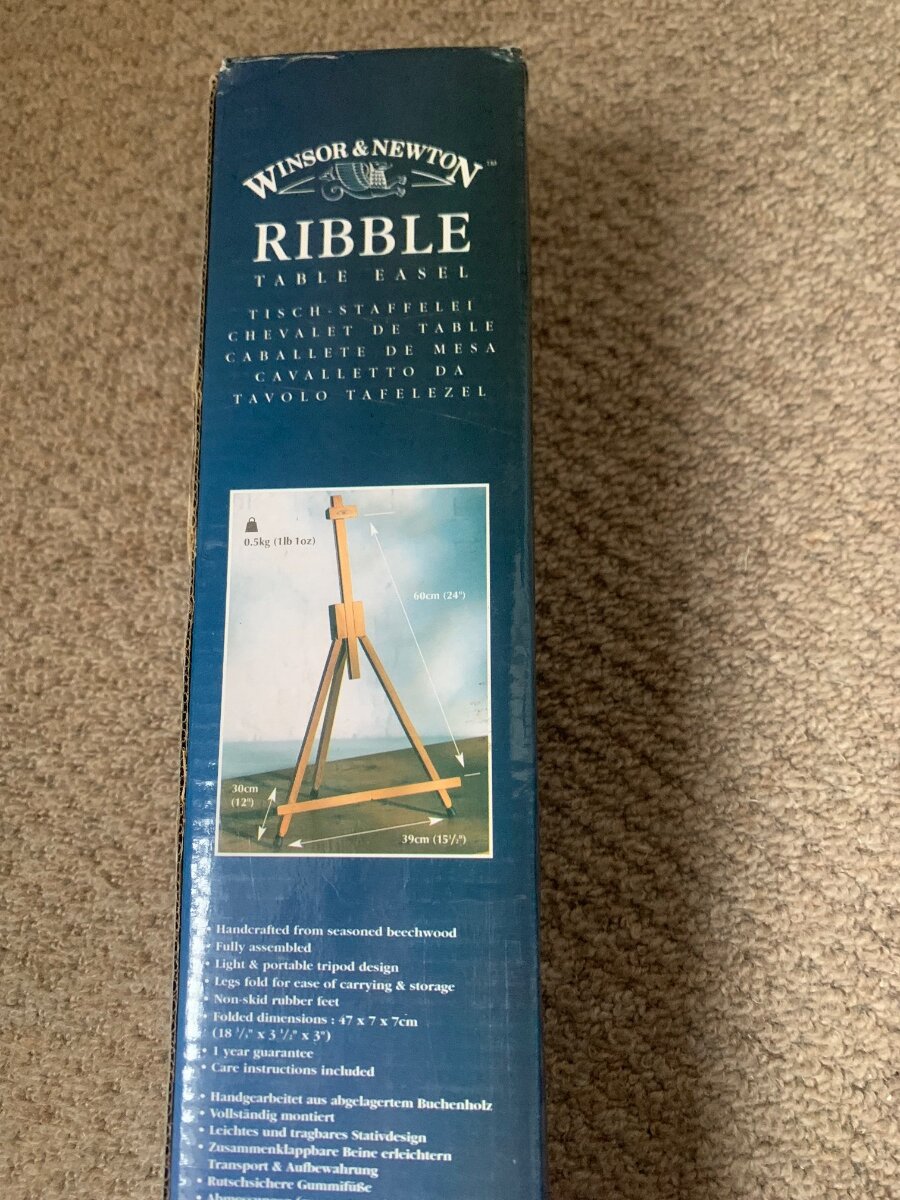 WINSOR & NEWTON™
RIBBLE
TABLE EASEL
TISCH-STAFFELEI
CHEVALET DE TABLE
CABALLETE DE MESA
CAVALLETTO DA
TAVOLO TAFELEZEL
0.5kg (1lb 1oz)
60cm (24")
30cm
(12")
39cm (15½")
• Handcrafted from seasoned beechwood
• Fully assembled
• Light & portable tripod design
• Legs fold for ease of carrying & storage
• Non-skid rubber feet
• Folded dimensions : 47 x 7 x 7cm
(18 x 3 ½" x 3")
• 1 year guarantee
• Care instructions included
• Handgearbeitet aus abgelagertem Buchenholz
• Vollständig montiert
• Leichtes und tragbares Stativdesign
• Zusammenklappbare Beine erleichtern
Transport & Aufbewahrung
• Rutschsichere Gummifüße